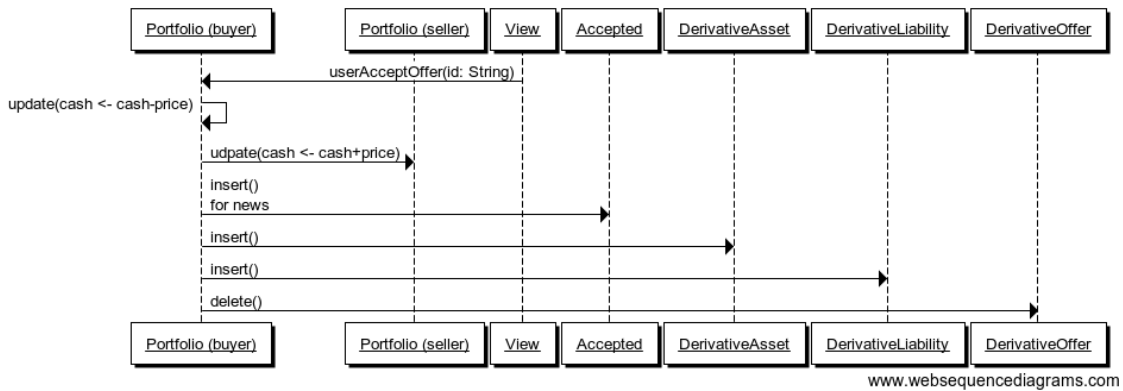 Portfolio (buyer) Portfolio (seller) View Accepted DerivativeAsset DerivativeLiability DerivativeOffer
userAcceptOffer(id: String)
update(cash <- cash-price)
udpate(cash <- cash+price)
insert()
for news
insert()
insert()
delete()
Portfolio (buyer) Portfolio (seller) View Accepted DerivativeAsset DerivativeLiability DerivativeOffer
www.websequencediagrams.com